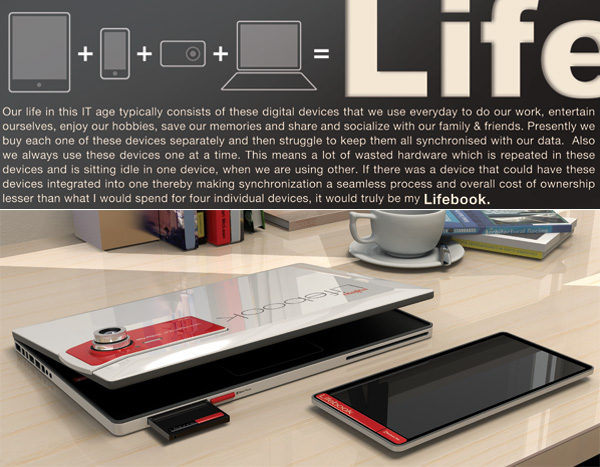 + + + = Life
Our life in this IT age typically consists of these digital devices that we use everyday to do our work, entertain
ourselves, enjoy our hobbies, save our memories and share and socialize with our family & friends. Presently we
buy each one of these devices separately and then struggle to keep them all synchronised with our data. Also
we always use these devices one at a time. This means a lot of wasted hardware which is repeated in these
devices and is sitting idle in one device, when we are using other. If there was a device that could have these
devices integrated into one thereby making synchronization a seamless process and overall cost of ownership
lesser than what I would spend for four individual devices, it would truly be my Lifebook.
Lifebook
Lifebook